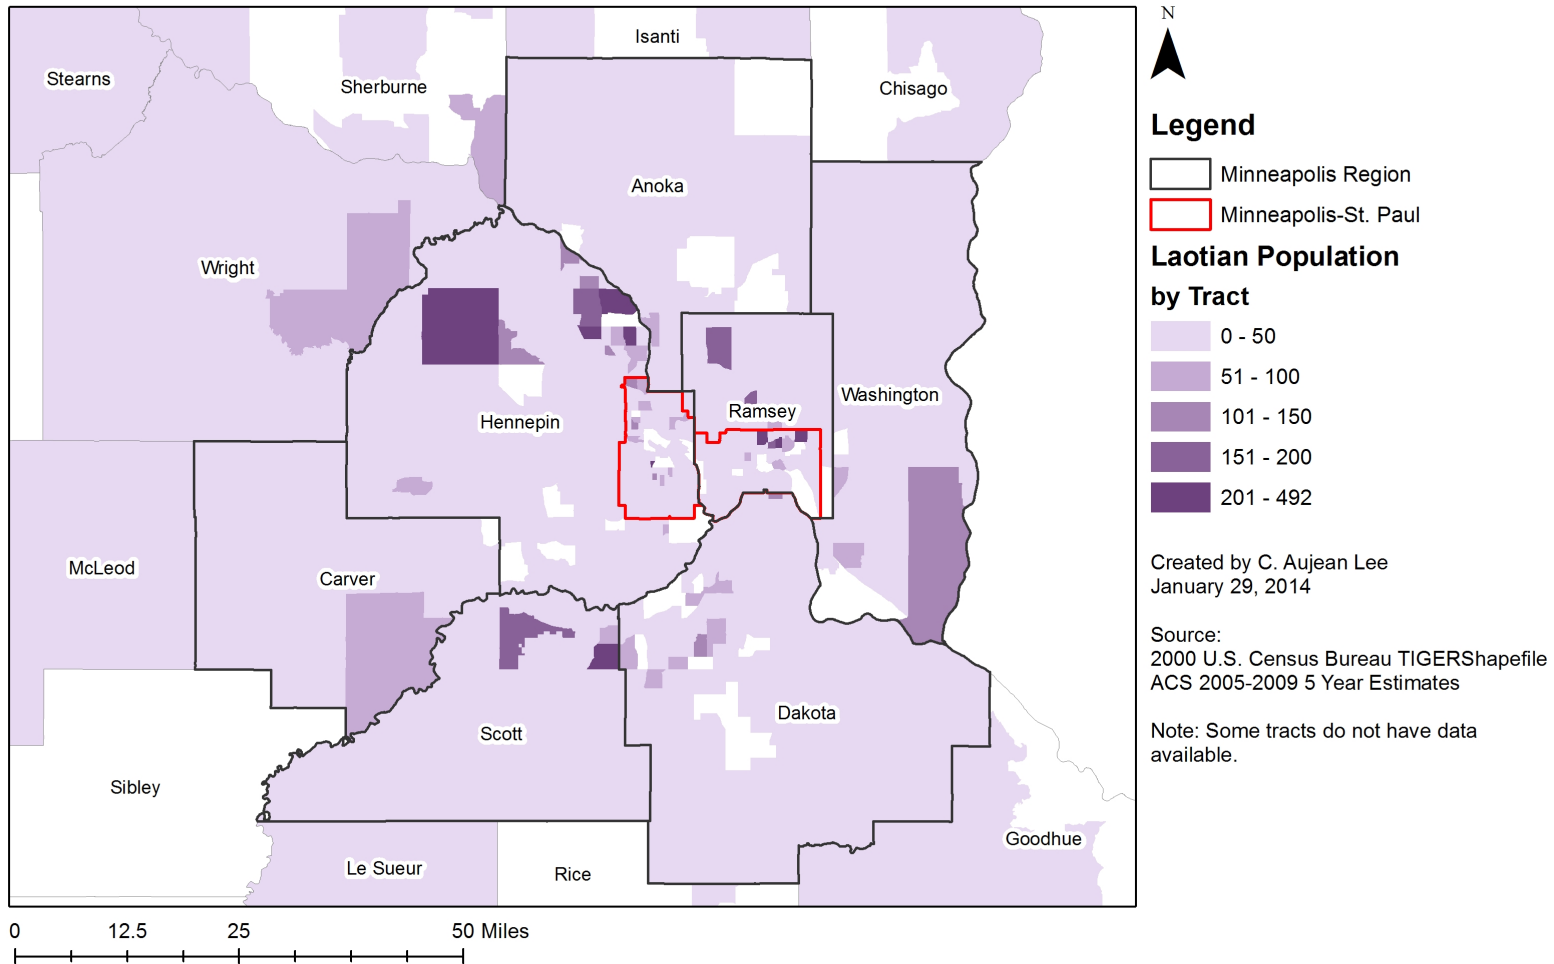 Isanti
Stearns
Sherburne
Chisago
Anoka
Wright
Washington
Ramsey
Hennepin
McLeod
Carver
Dakota
Scott
Sibley
Goodhue
Le Sueur
Rice
0 12.5 25 50 Miles
N
Legend
Minneapolis Region
Minneapolis-St. Paul
Laotian Population
by Tract
0 - 50
51 - 100
101 - 150
151 - 200
201 - 492
Created by C. Aujean Lee
January 29, 2014
Source:
2000 U.S. Census Bureau TIGERShapefile
ACS 2005-2009 5 Year Estimates
Note: Some tracts do not have data
available.